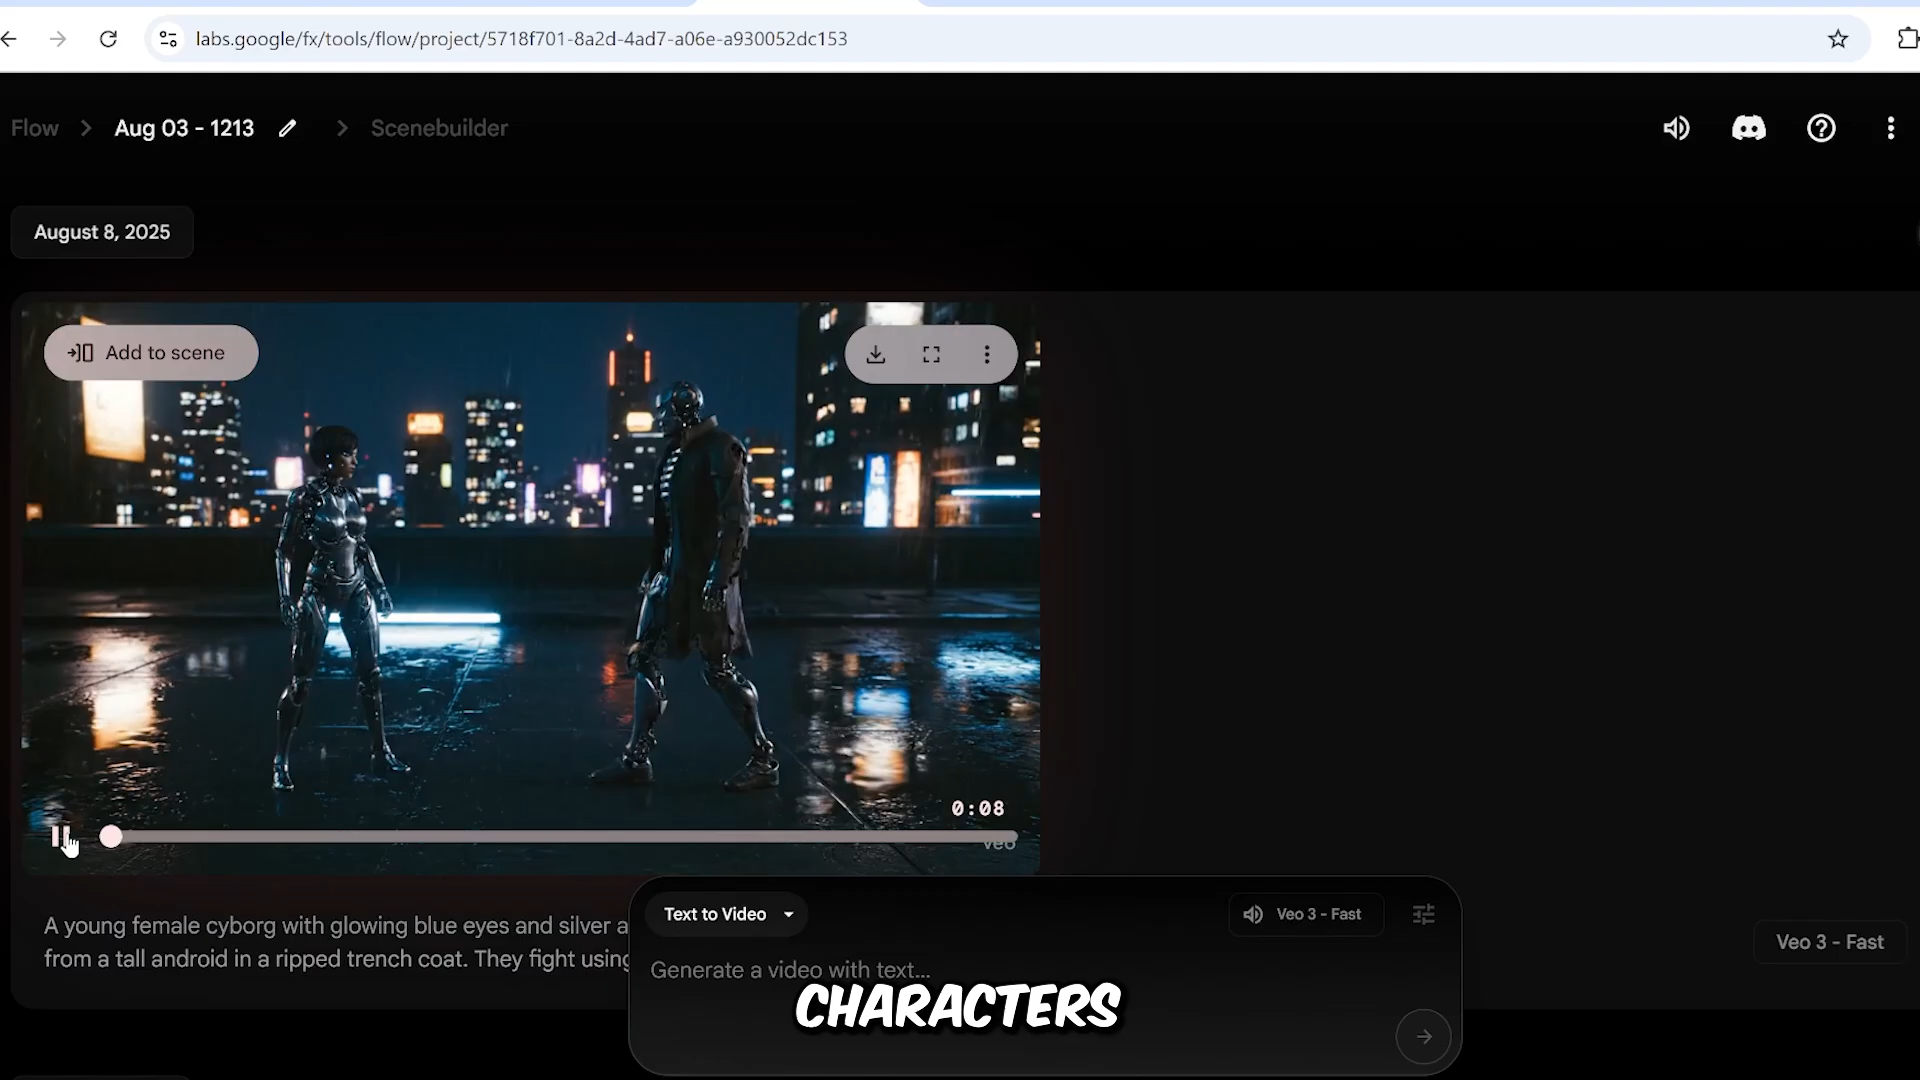 labs.google/fx/tools/flow/project/5718f701-8a2d-4ad7-a06e-a930052dc153
Flow > Aug 03 - 1213 > Scenebuilder
August 8, 2025
Add to scene
0:08
veo
A young female cyborg with glowing blue eyes and silver a
from a tall android in a ripped trench coat. They fight using
Text to Video
Veo 3 - Fast
Generate a video with text...
CHARACTERS
Veo 3 - Fast